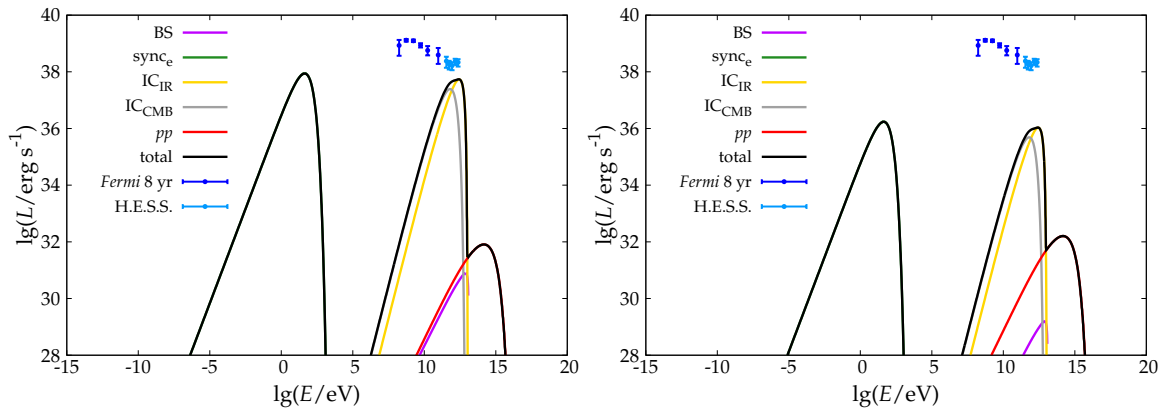 40
38
36
34
32
30
28
lg(L/erg s⁻¹)
BS
sync_e
IC_IR
IC_CMB
pp
total
Fermi 8 yr
H.E.S.S.
-15 -10 -5 0 5 10 15 20
lg(E/eV)
40
38
36
34
32
30
28
lg(L/erg s⁻¹)
BS
sync_e
IC_IR
IC_CMB
pp
total
Fermi 8 yr
H.E.S.S.
-15 -10 -5 0 5 10 15 20
lg(E/eV)